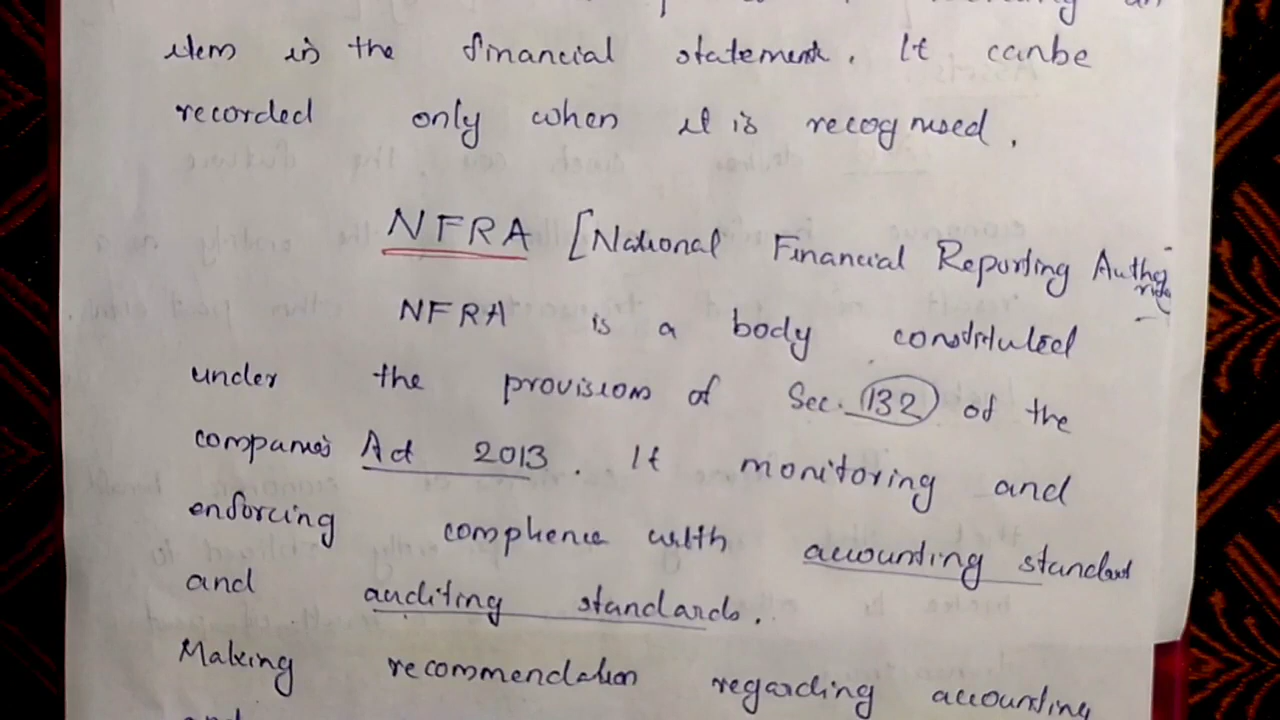 item in the financial statement. It canbe
recorded only when it is recognised.
NFRA [National Financial Reporting Authority
NFRA is a body constituted
under the provision of Sec. 132 of the
companies Act 2013. It monitoring and
enforcing complience with accounting standard
and auditing standards.
Making recommendation regarding accounting